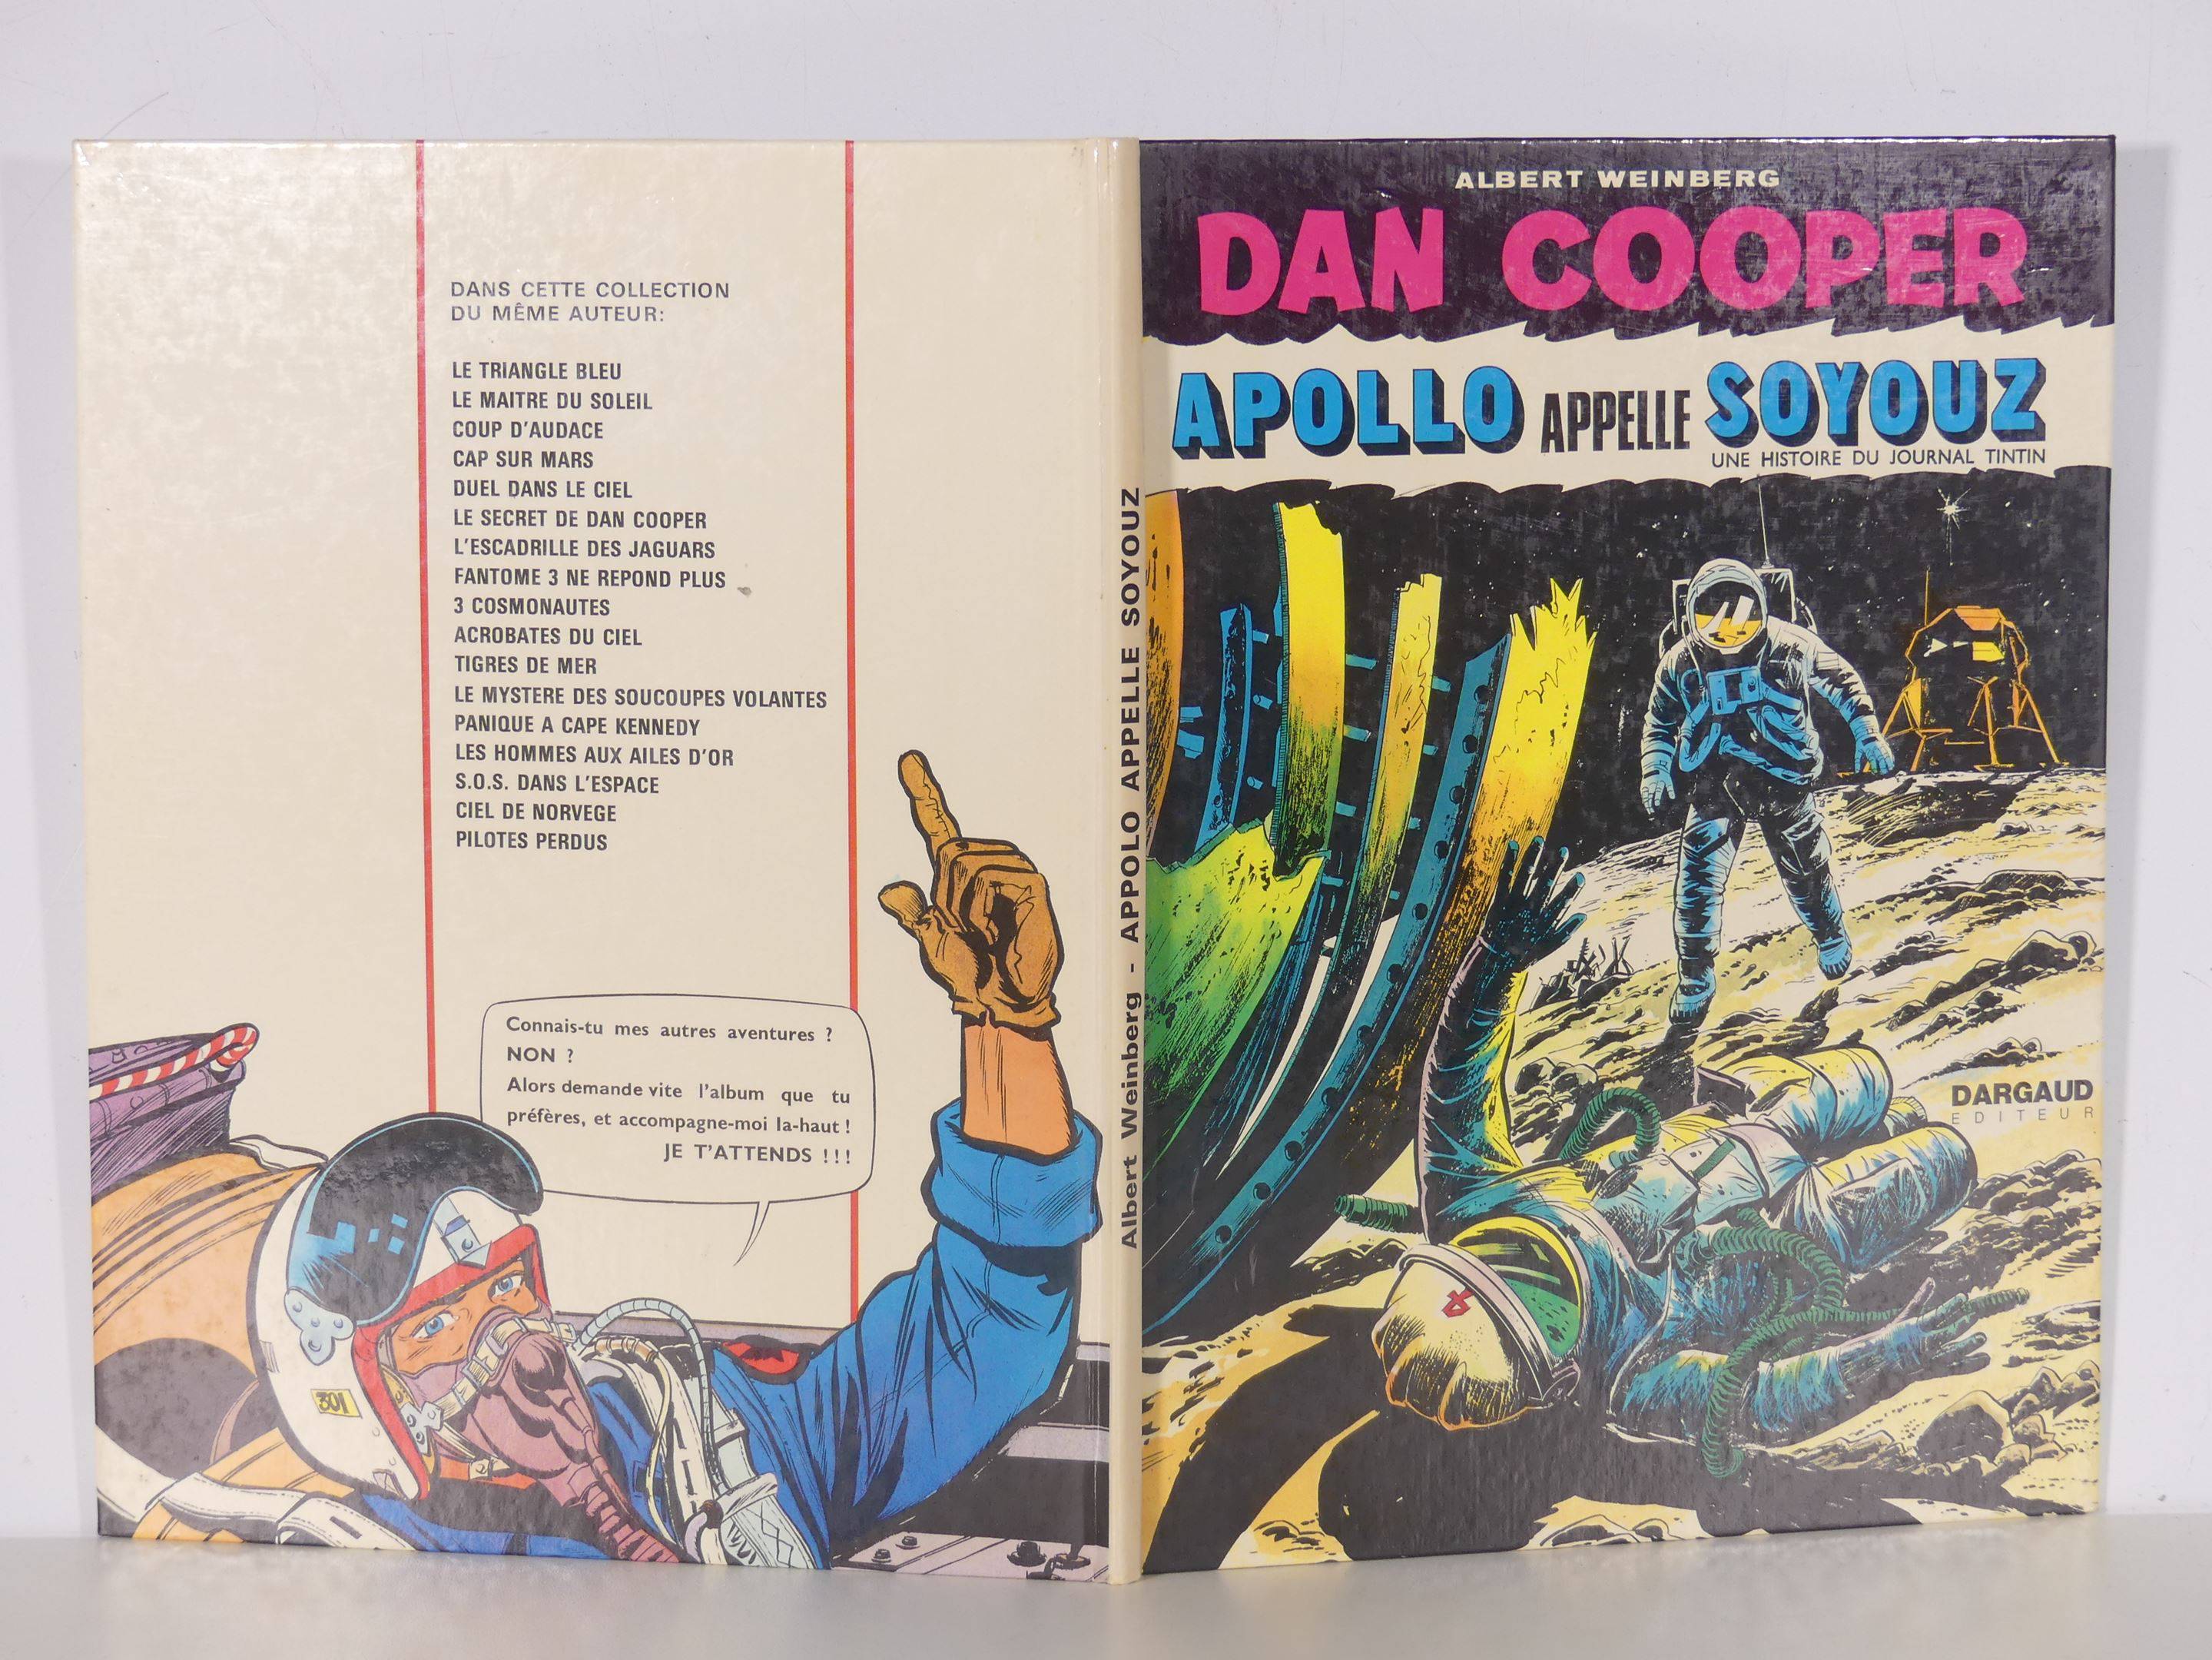 DANS CETTE COLLECTION
DU MÊME AUTEUR:
LE TRIANGLE BLEU
LE MAITRE DU SOLEIL
COUP D'AUDACE
CAP SUR MARS
DUEL DANS LE CIEL
LE SECRET DE DAN COOPER
L'ESCADRILLE DES JAGUARS
FANTOME 3 NE REPOND PLUS
3 COSMONAUTES
ACROBATES DU CIEL
TIGRES DE MER
LE MYSTERE DES SOUCOUPES VOLANTES
PANIQUE A CAPE KENNEDY
LES HOMMES AUX AILES D'OR
S.O.S. DANS L'ESPACE
CIEL DE NORVEGE
PILOTES PERDUS
Connais-tu mes autres aventures ?
NON ?
Alors demande vite l'album que tu
préfères, et accompagne-moi la-haut !
JE T'ATTENDS !!!
301
Albert Weinberg - APOLLO APPELLE SOYOUZ
ALBERT WEINBERG
DAN COOPER
APOLLO APPELLE SOYOUZ
UNE HISTOIRE DU JOURNAL TINTIN
DARGAUD
EDITEUR